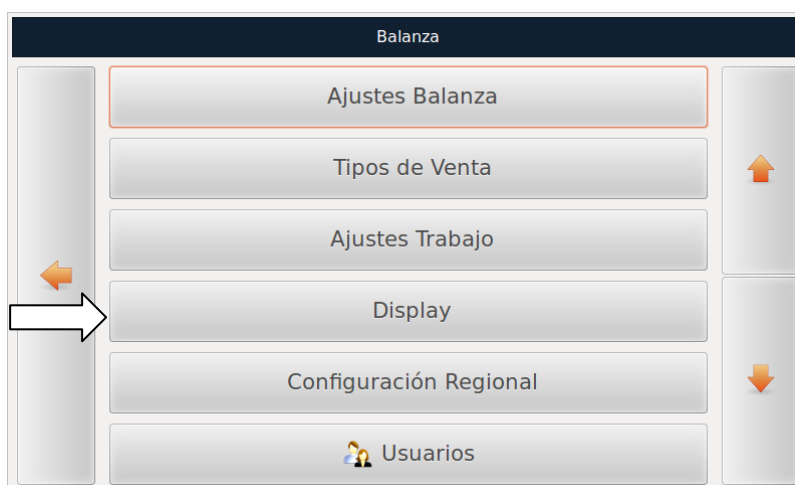 Balanza
Ajustes Balanza
Tipos de Venta
Ajustes Trabajo
Display
Configuración Regional
Usuarios